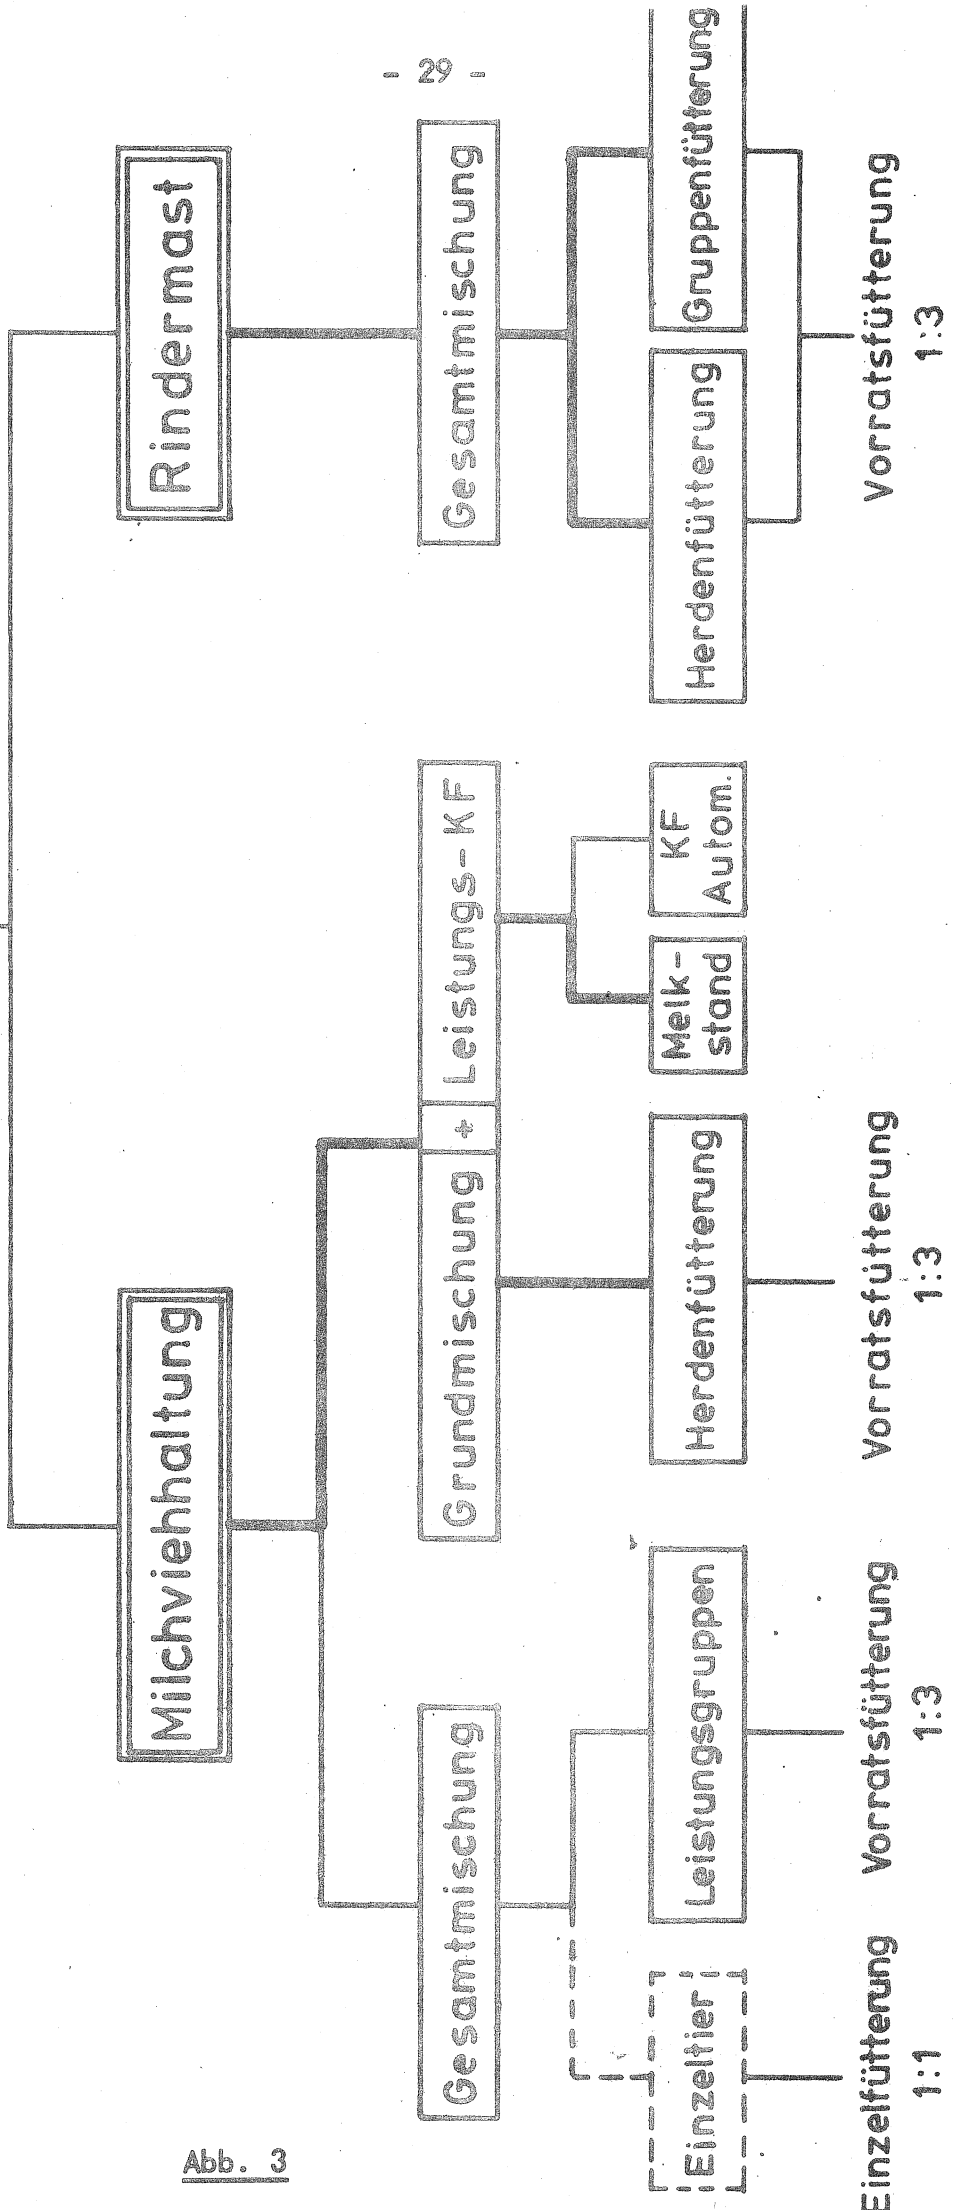 - 29 -
Milchviehhaltung
Rindermast
Gesamtmischung
Grundmischung + Leistungs-KF
Gesamtmischung
Einzeltier
Leistungsgruppen
Herdenfütterung
Melk-
stand
KF
Autom.
Herdenfütterung
Gruppenfütterung
Einzelfütterung
1:1
Vorratsfütterung
1:3
Vorratsfütterung
1:3
Vorratsfütterung
1:3
Abb. 3